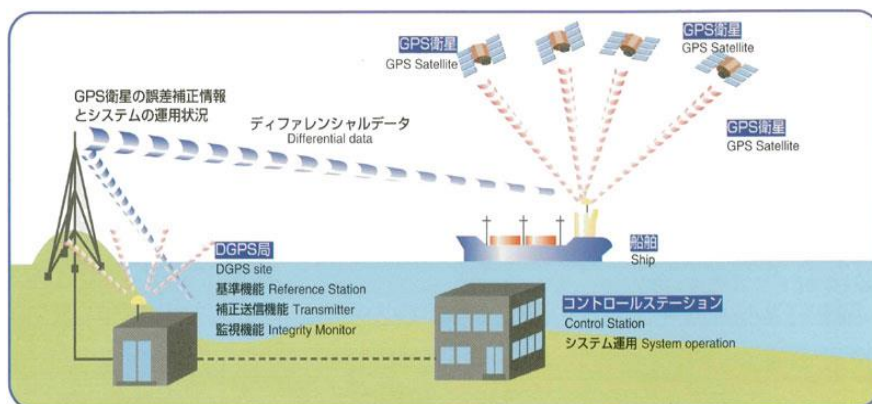 GPS衛星
GPS Satellite
GPS衛星
GPS Satellite
GPS衛星の誤差補正情報
とシステムの運用状況
ディファレンシャルデータ
Differential data
GPS衛星
GPS Satellite
DGPS局
DGPS site
基準機能 Reference Station
補正送信機能 Transmitter
監視機能 Integrity Monitor
船舶
Ship
コントロールステーション
Control Station
システム運用 System operation